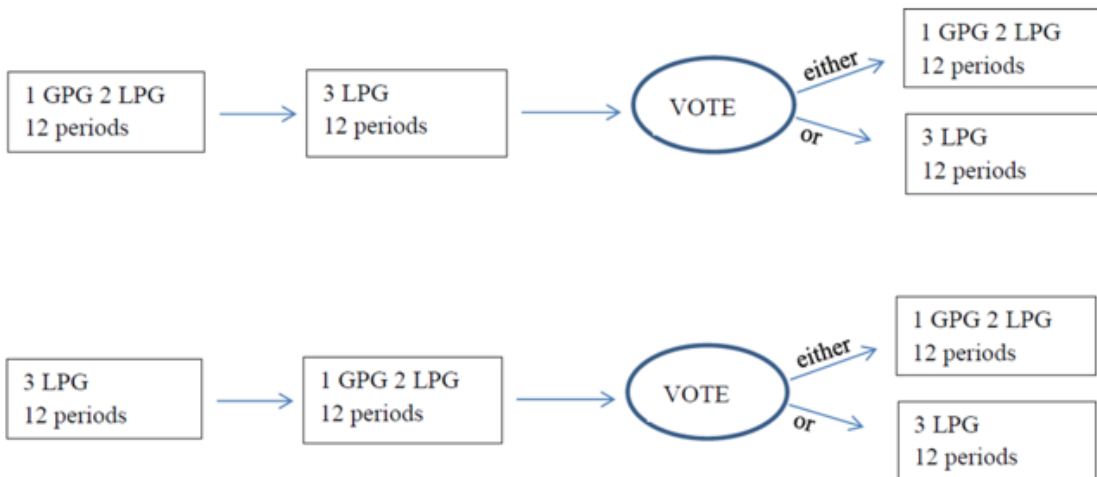 1 GPG 2 LPG
12 periods
3 LPG
12 periods
VOTE
either
or
1 GPG 2 LPG
12 periods
3 LPG
12 periods
3 LPG
12 periods
1 GPG 2 LPG
12 periods
VOTE
either
or
1 GPG 2 LPG
12 periods
3 LPG
12 periods